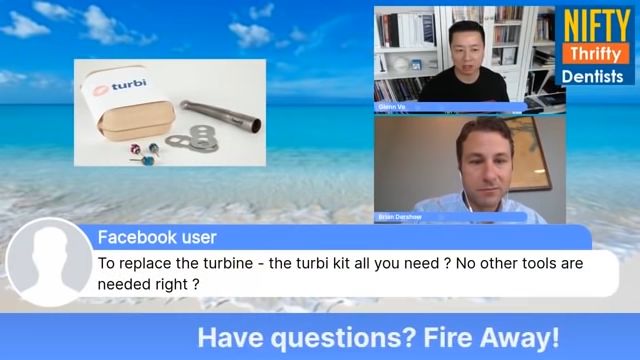 NIFTY
Thrifty
Dentists
turbi
Glenn Vo
Brian Dershow
Facebook user
To replace the turbine - the turbi kit all you need ? No other tools are
needed right ?
Have questions? Fire Away!